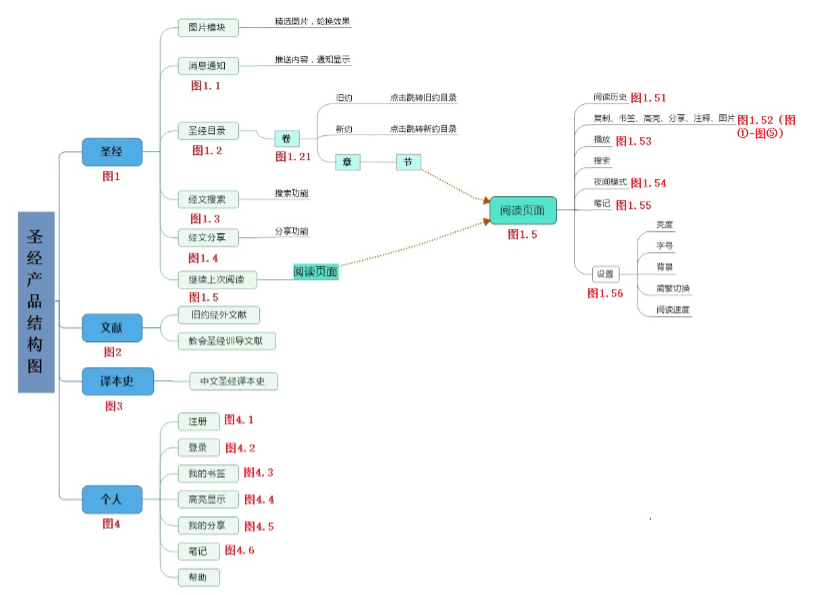 圣经产品结构图
圣经
图1
图片模块
精选图片，轮换效果
消息通知
推送内容，通知显示
图1.1
圣经目录
图1.2
卷
图1.21
旧约
点击跳转旧约目录
新约
点击跳转新约目录
章
节
经文搜索
搜索功能
图1.3
经文分享
分享功能
图1.4
继续上次阅读
阅读页面
图1.5
阅读页面
图1.5
阅读历史
图1.51
复制、书签、高亮、分享、注释、图片
图1.52（图
①-图⑤）
播放
图1.53
搜索
夜间模式
图1.54
笔记
图1.55
设置
图1.56
亮度
字号
背景
简繁切换
阅读速度
文献
图2
旧约经外文献
教会圣经训导文献
译本史
图3
中文圣经译本史
个人
图4
注册
图4.1
登录
图4.2
我的书签
图4.3
高亮显示
图4.4
我的分享
图4.5
笔记
图4.6
帮助